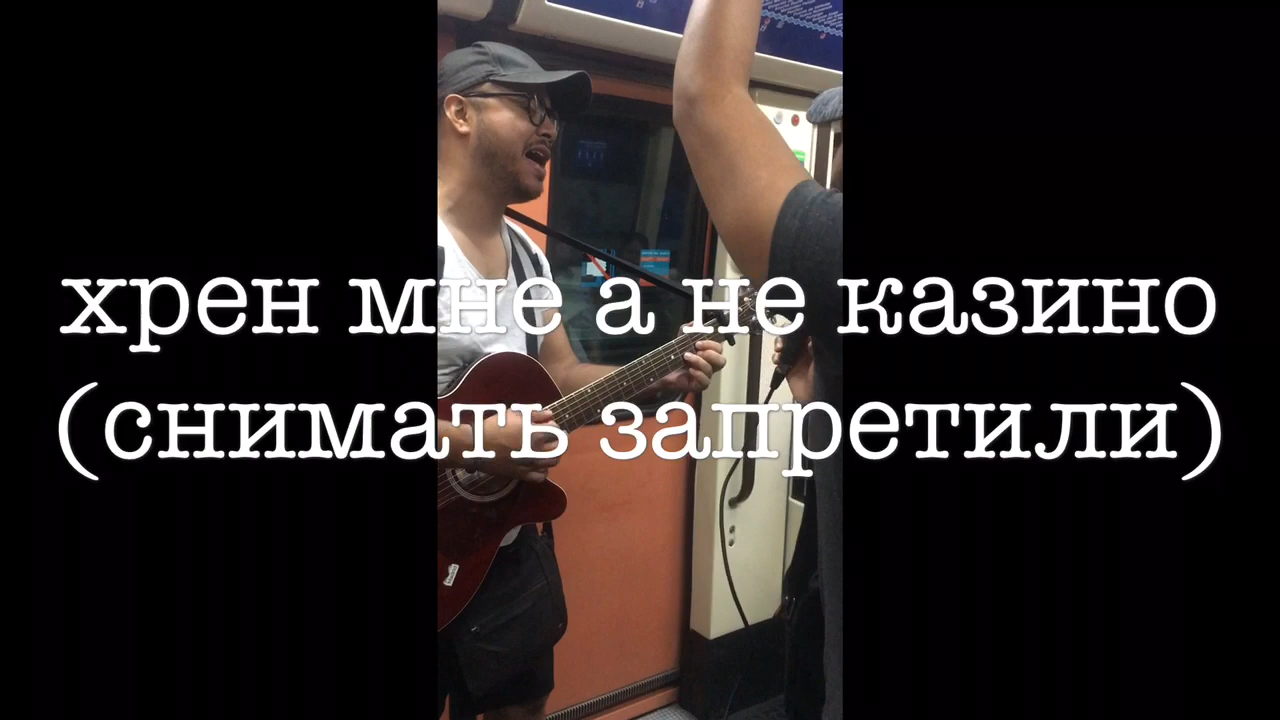 хрен мне а не казино
(снимать запретили)